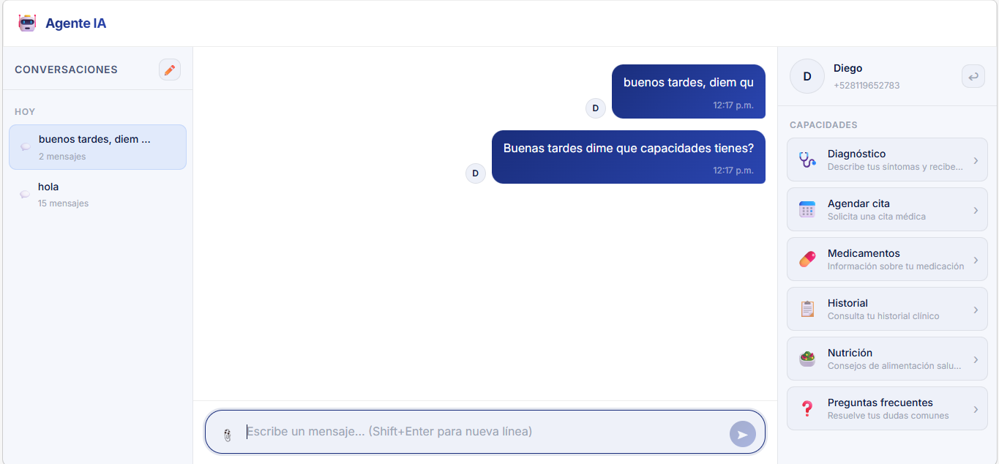 Agente IA
CONVERSACIONES
HOY
buenos tardes, diem ...
2 mensajes
hola
15 mensajes
buenos tardes, diem qu
12:17 p.m.
D
Buenas tardes dime que capacidades tienes?
12:17 p.m.
D
Escribe un mensaje... (Shift+Enter para nueva línea)
D
Diego
+528119652783
CAPACIDADES
Diagnóstico
Describe tus síntomas y recibe...
Agendar cita
Solicita una cita médica
Medicamentos
Información sobre tu medicación
Historial
Consulta tu historial clínico
Nutrición
Consejos de alimentación salu...
Preguntas frecuentes
Resuelve tus dudas comunes